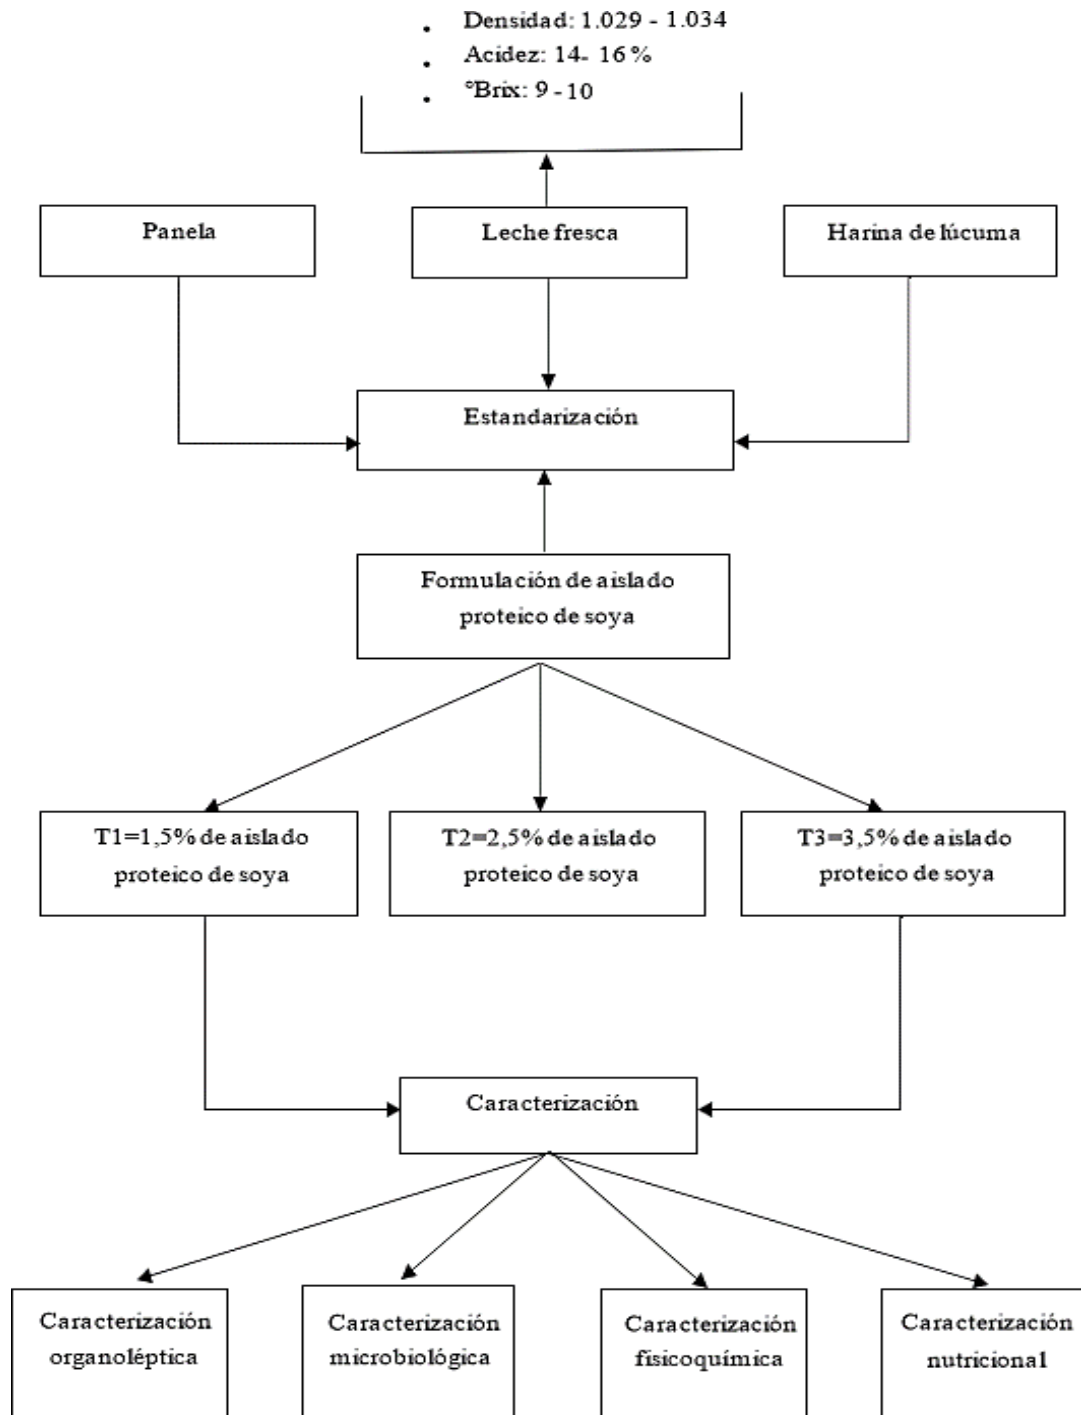 • Densidad: 1.029 - 1.034
• Acidez: 14- 16 %
• °Brix: 9 -10
Panela
Leche fresca
Harina de lúcuma
Estandarización
Formulación de aislado
proteico de soya
T1=1,5% de aislado
proteico de soya
T2=2,5% de aislado
proteico de soya
T3=3,5% de aislado
proteico de soya
Caracterización
Caracterización
organoléptica
Caracterización
microbiológica
Caracterización
físicoquímica
Caracterización
nutricional